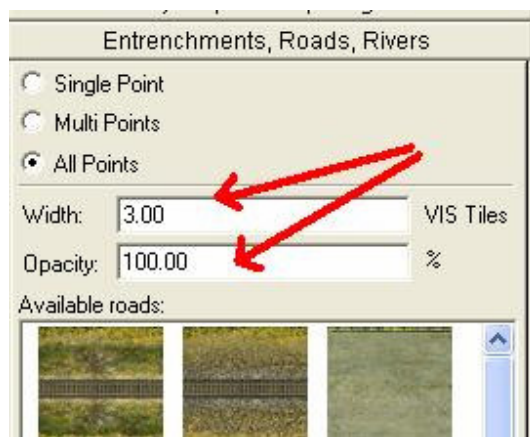 Entrenchments, Roads, Rivers
Single Point
Multi Points
All Points
Width: 3.00 VIS Tiles
Opacity: 100.00 %
Available roads: